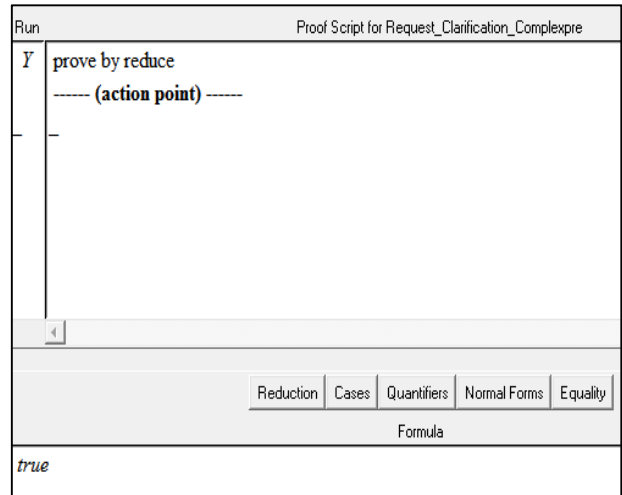 Run Proof Script for Request_Clarification_Complexpre
Y prove by reduce
------ (action point) ------
Reduction Cases Quantifiers Normal Forms Equality
Formula
true